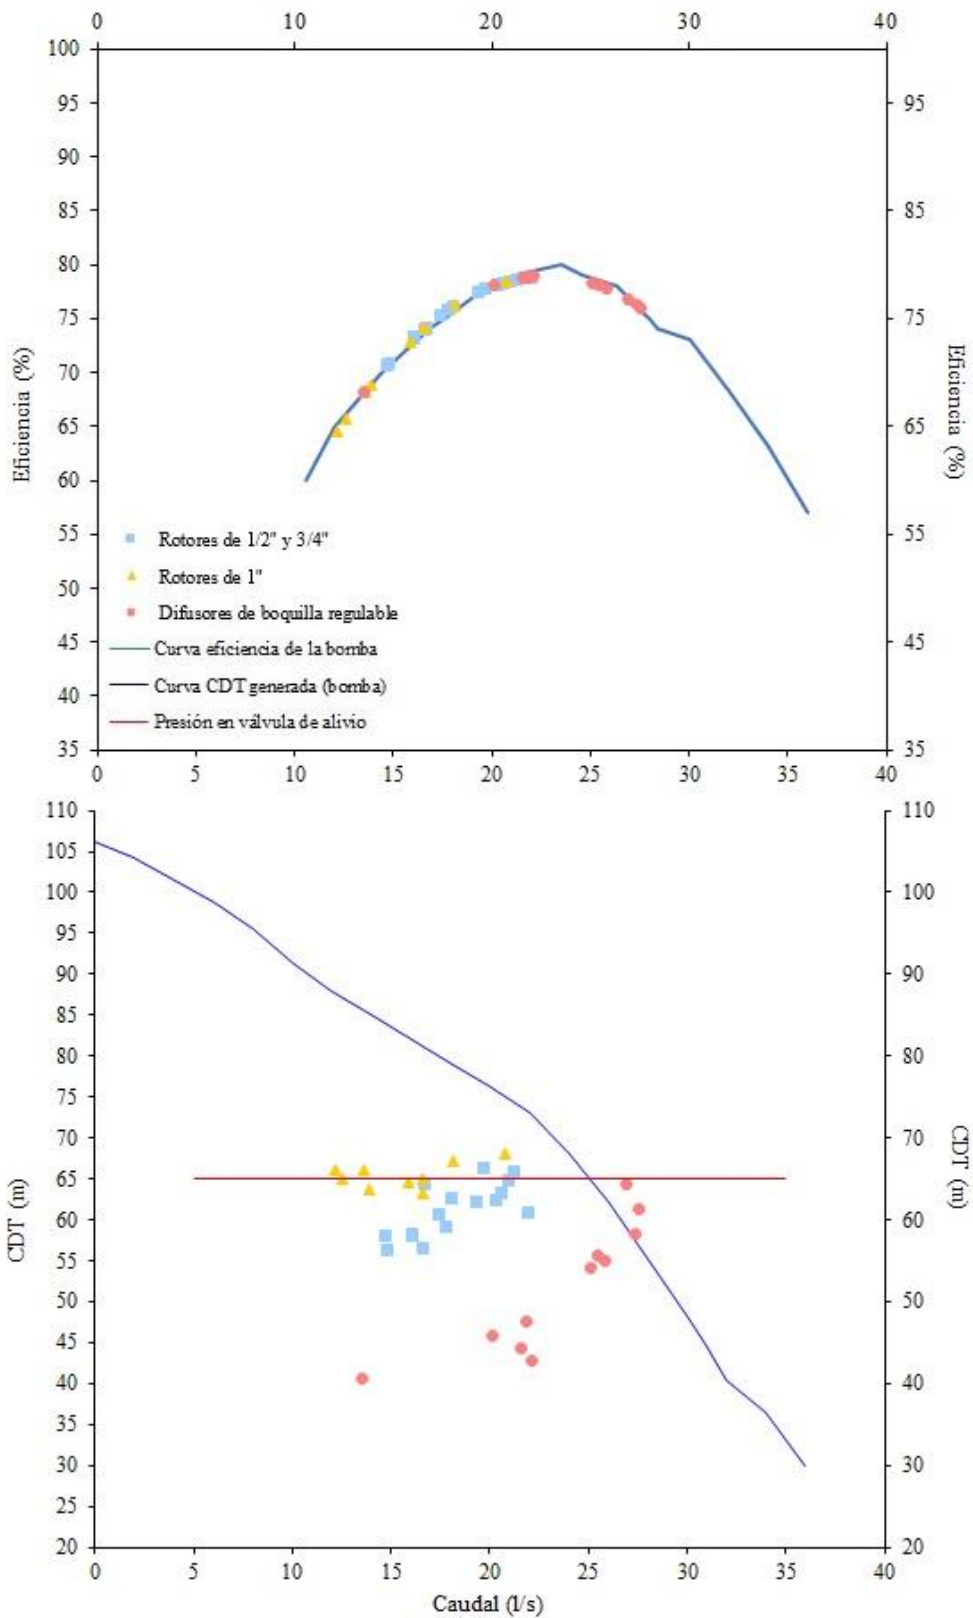 0 10 20 30 40
100
95 95
90
85 85
80
75 75
70
65 65
60
55 55
50
45 45
40
35 35
Eficiencia (%)
Eficiencia (%)
Rotores de 1/2" y 3/4"
Rotores de 1"
Difusores de boquilla regulable
Curva eficiencia de la bomba
Curva CDT generada (bomba)
Presión en válvula de alivio
0 5 10 15 20 25 30 35 40
110 110
105
100 100
95
90 90
85
80 80
75
70 70
65
60 60
55
50 50
45
40 40
35
30 30
25
20 20
CDT (m)
CDT (m)
0 5 10 15 20 25 30 35 40
Caudal (l/s)